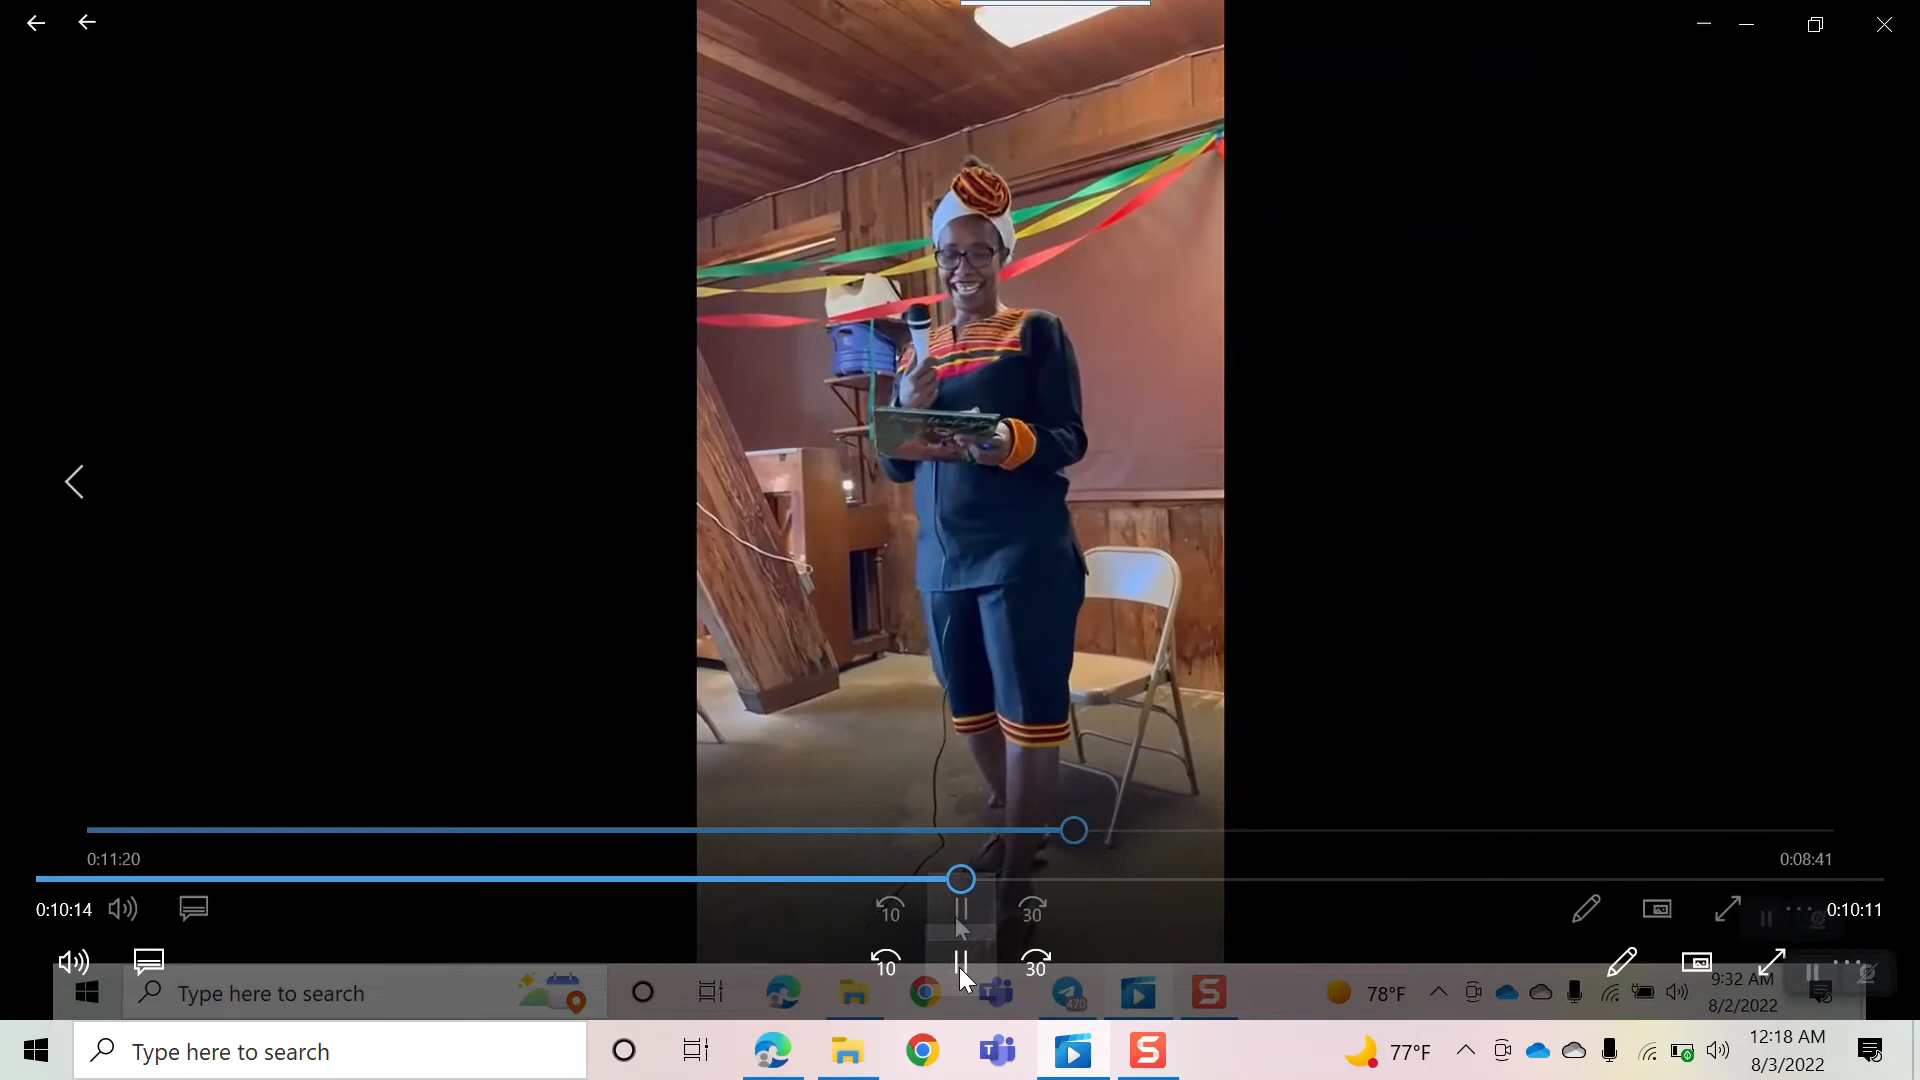 0:11:20
0:08:41
0:10:14
10
30
0:10:11
10
30
Type here to search
470
78°F
9:32 AM
8/2/2022
Type here to search
77°F
12:18 AM
8/3/2022